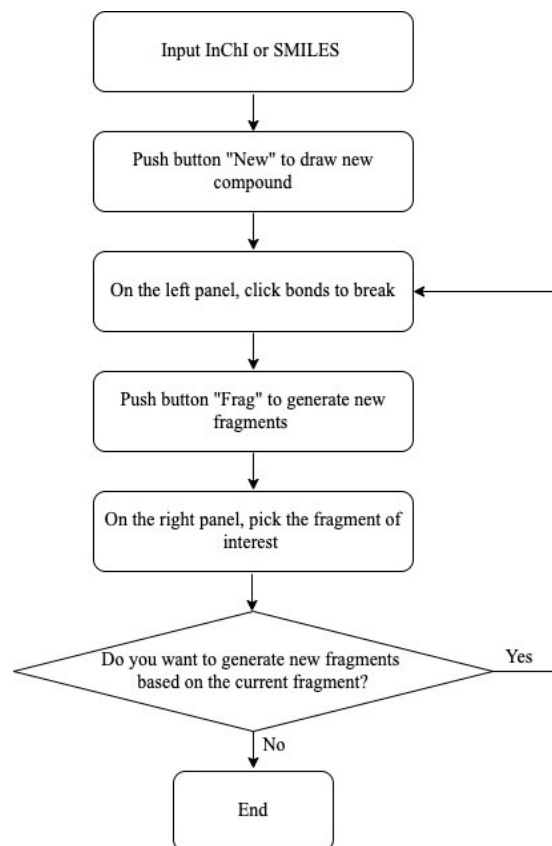 Input InChI or SMILES
Push button "New" to draw new
compound
On the left panel, click bonds to break
Push button "Frag" to generate new
fragments
On the right panel, pick the fragment of
interest
Do you want to generate new fragments
based on the current fragment?
Yes
No
End